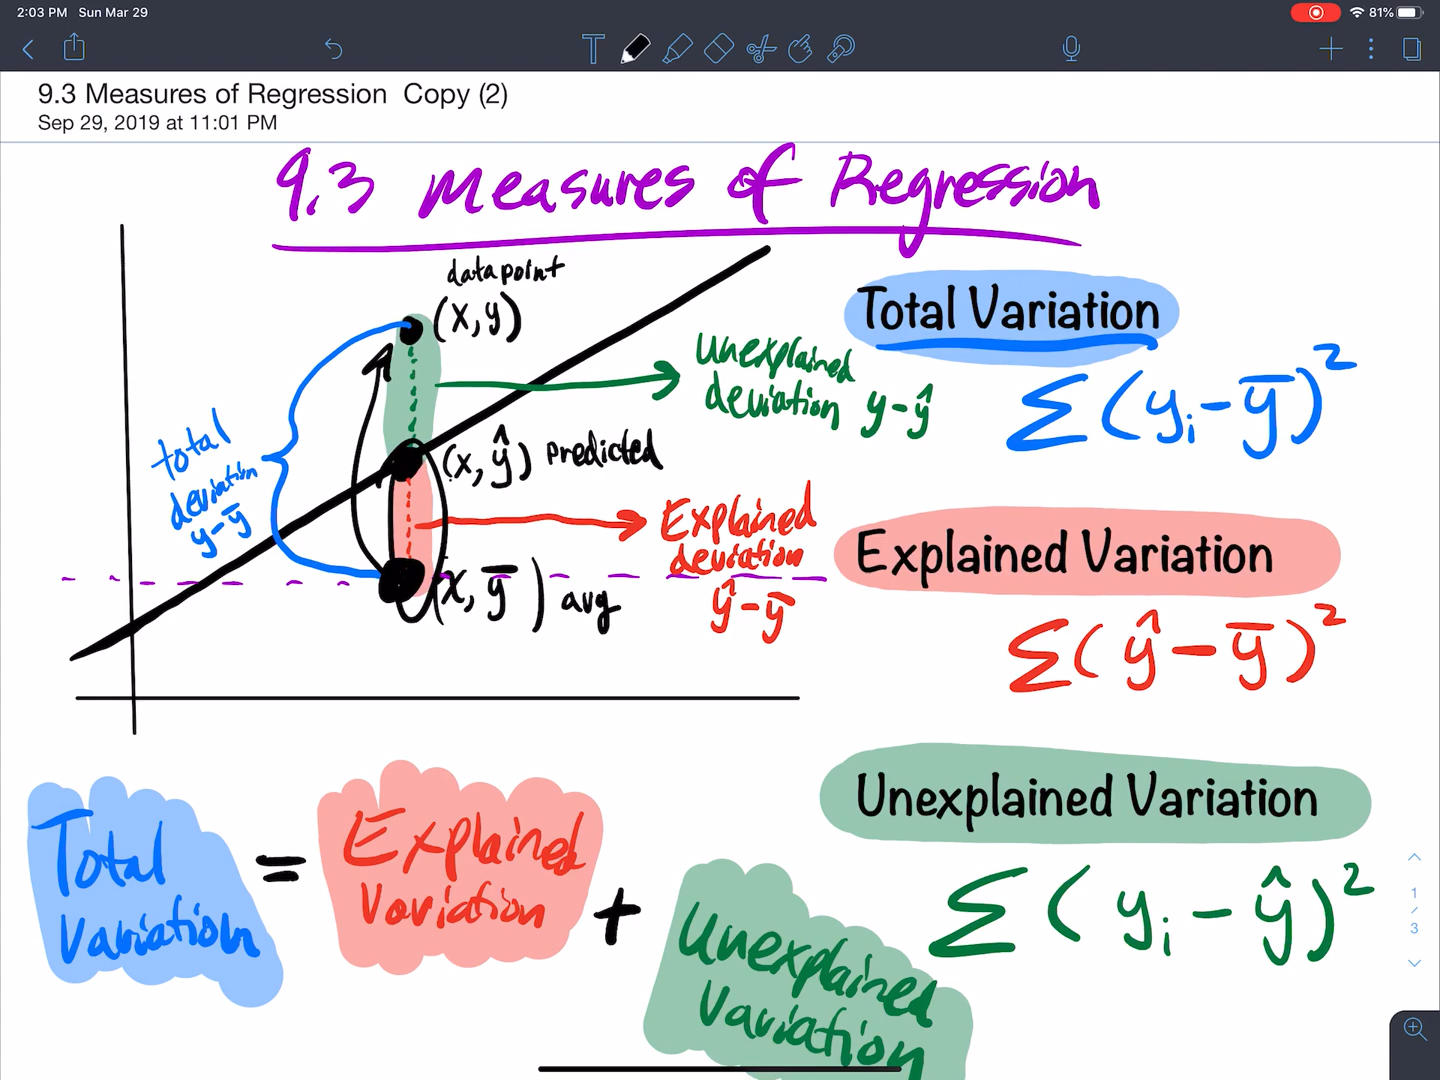 2:03 PM Sun Mar 29
81%
9.3 Measures of Regression Copy (2)
Sep 29, 2019 at 11:01 PM
9.3 Measures of Regression
data point
(x, y)
Unexplained
deviation y-ŷ
total
deviation
y-ȳ
(x, ŷ) predicted
Explained
deviation
ŷ-ȳ
(x, ȳ) avg
Total Variation
Σ(yᵢ-ȳ)²
Explained Variation
Σ(ŷ-ȳ)²
Unexplained Variation
Σ(yᵢ-ŷ)²
Total
Variation
=
Explained
Variation
+
Unexplained
Variation
1
/
3